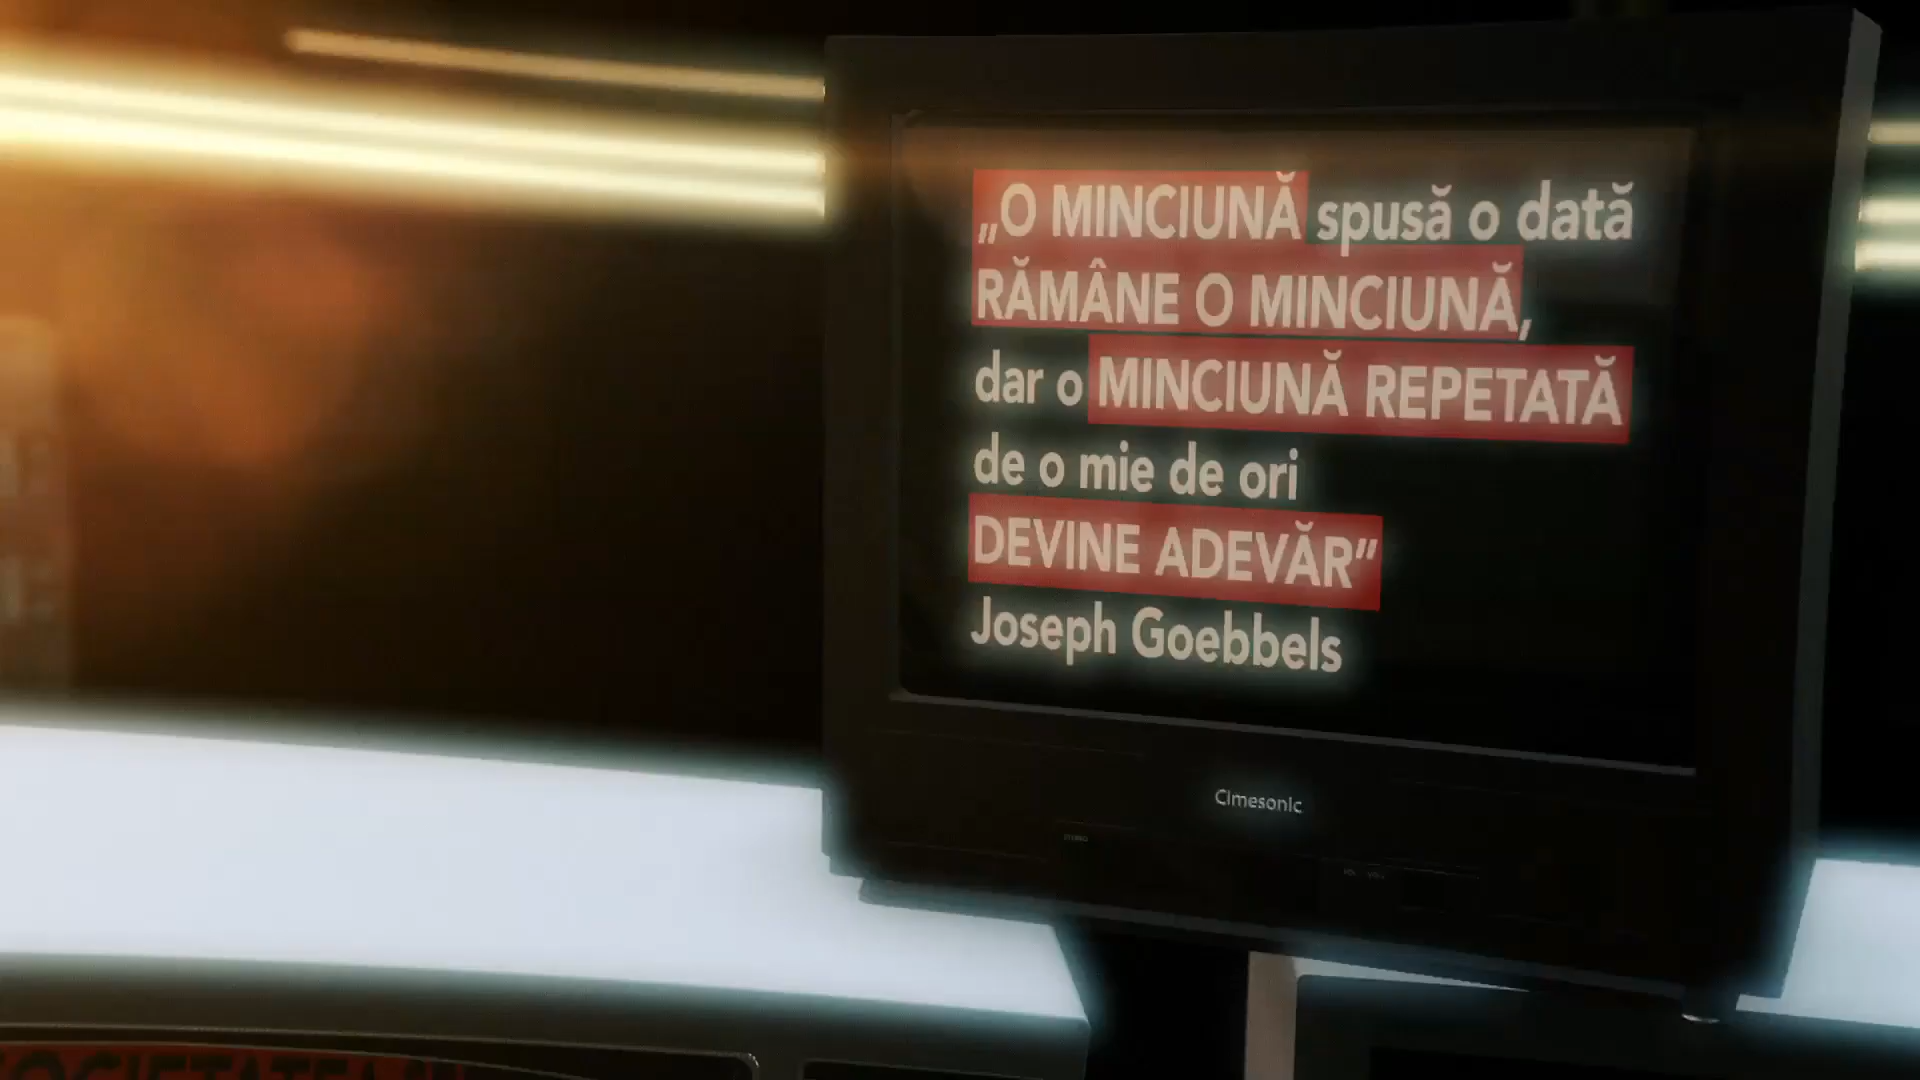 „O MINCIUNĂ spusă o dată
RĂMÂNE O MINCIUNĂ,
dar o MINCIUNĂ REPETATĂ
de o mie de ori
DEVINE ADEVĂR”
Joseph Goebbels
Cimesonic